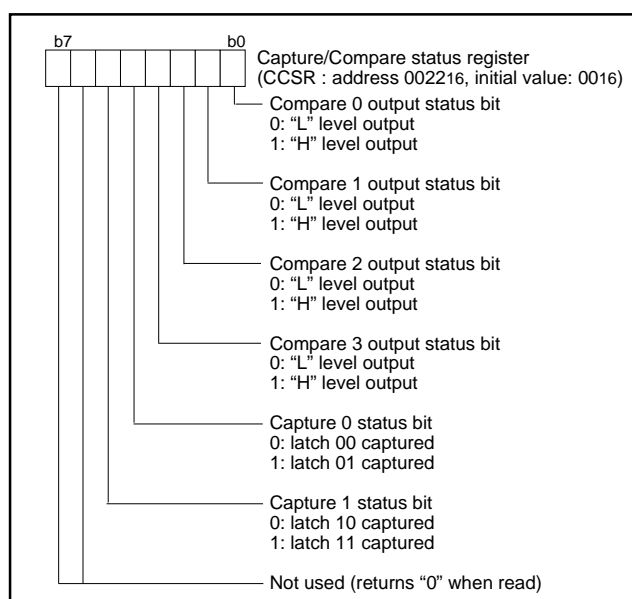 b7 b0
Capture/Compare status register
(CCSR : address 002216, initial value: 0016)
Compare 0 output status bit
0: “L” level output
1: “H” level output
Compare 1 output status bit
0: “L” level output
1: “H” level output
Compare 2 output status bit
0: “L” level output
1: “H” level output
Compare 3 output status bit
0: “L” level output
1: “H” level output
Capture 0 status bit
0: latch 00 captured
1: latch 01 captured
Capture 1 status bit
0: latch 10 captured
1: latch 11 captured
Not used (returns “0” when read)